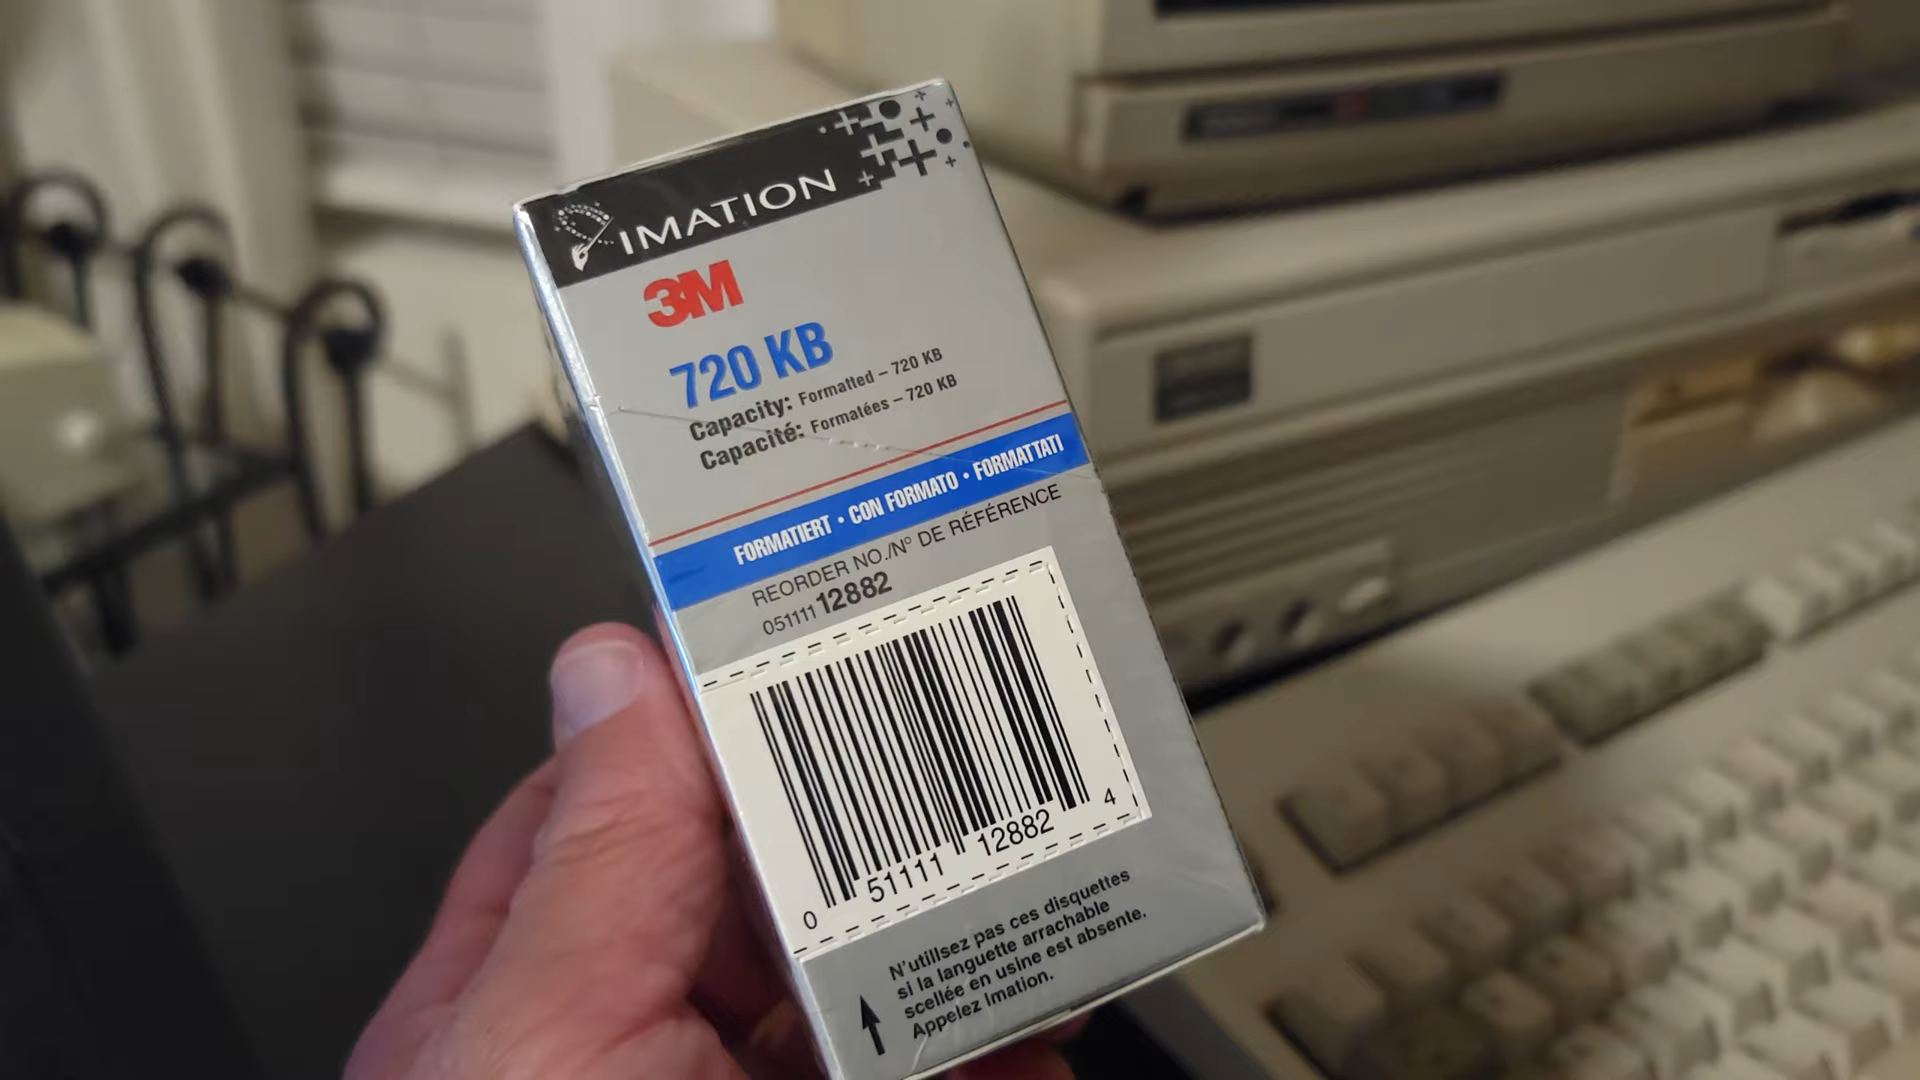 IMATION
3M
720 KB
Capacity: Formatted – 720 KB
Capacité: Formatées – 720 KB
FORMATIERT • CON FORMATO • FORMATTATI
REORDER NO./N° DE RÉFÉRENCE
051111 12882
0 51111 12882 4
N'utilsez pas ces disquettes
si la languette arrachable
scellée en usine est absente.
Appelez Imation.